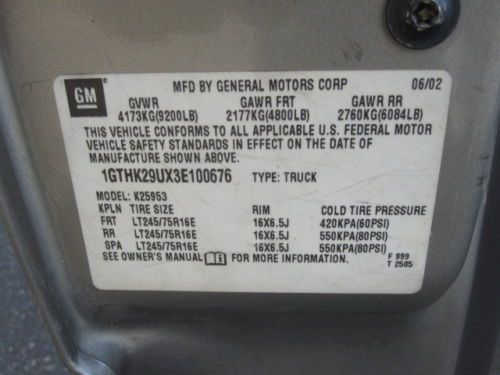 GM
MFD BY GENERAL MOTORS CORP 06/02
GVWR GAWR FRT GAWR RR
4173KG(9200LB) 2177KG(4800LB) 2760KG(6084LB)
THIS VEHICLE CONFORMS TO ALL APPLICABLE U.S. FEDERAL MOTOR
VEHICLE SAFETY STANDARDS IN EFFECT ON THE DATE OF
MANUFACTURE SHOWN ABOVE.
1GTHK29UX3E100676 TYPE: TRUCK
MODEL: K25953
KPLN TIRE SIZE RIM COLD TIRE PRESSURE
FRT LT245/75R16E 16X6.5J 420KPA(60PSI)
RR LT245/75R16E 16X6.5J 550KPA(80PSI)
SPA LT245/75R16E 16X6.5J 550KPA(80PSI)
SEE OWNER'S MANUAL FOR MORE INFORMATION. F 999
T 2505